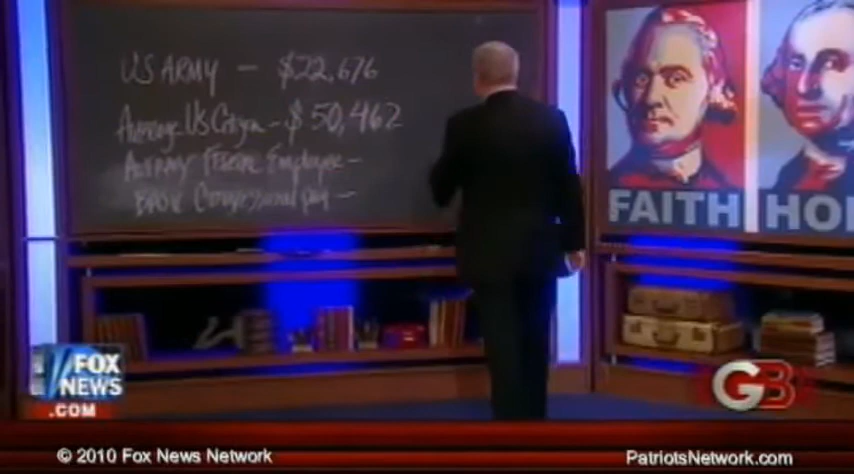 US ARMY - $22,676
Average US Citizen - $50,462
Average Federal Employee -
BASE Congressional pay -
FAITH
HO
FOX
NEWS
.COM
GB
© 2010 Fox News Network
PatriotsNetwork.com